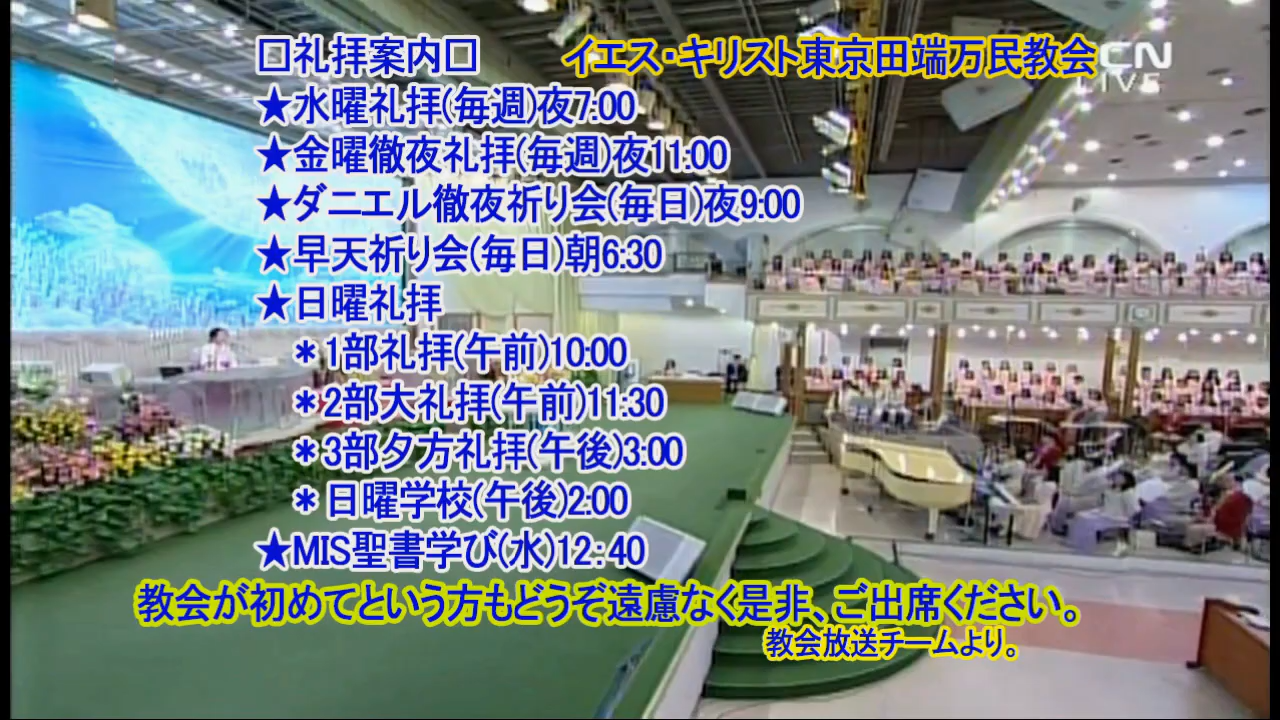 □礼拝案内□ イエス・キリスト東京田端万民教会 CN
LIVE
★水曜礼拝(毎週)夜7:00
★金曜徹夜礼拝(毎週)夜11:00
★ダニエル徹夜祈り会(毎日)夜9:00
★早天祈り会(毎日)朝6:30
★日曜礼拝
*1部礼拝(午前)10:00
*2部大礼拝(午前)11:30
*3部夕方礼拝(午後)3:00
*日曜学校(午後)2:00
★MIS聖書学び(水)12:40
教会が初めてという方もどうぞ遠慮なく是非、ご出席ください。
教会放送チームより。